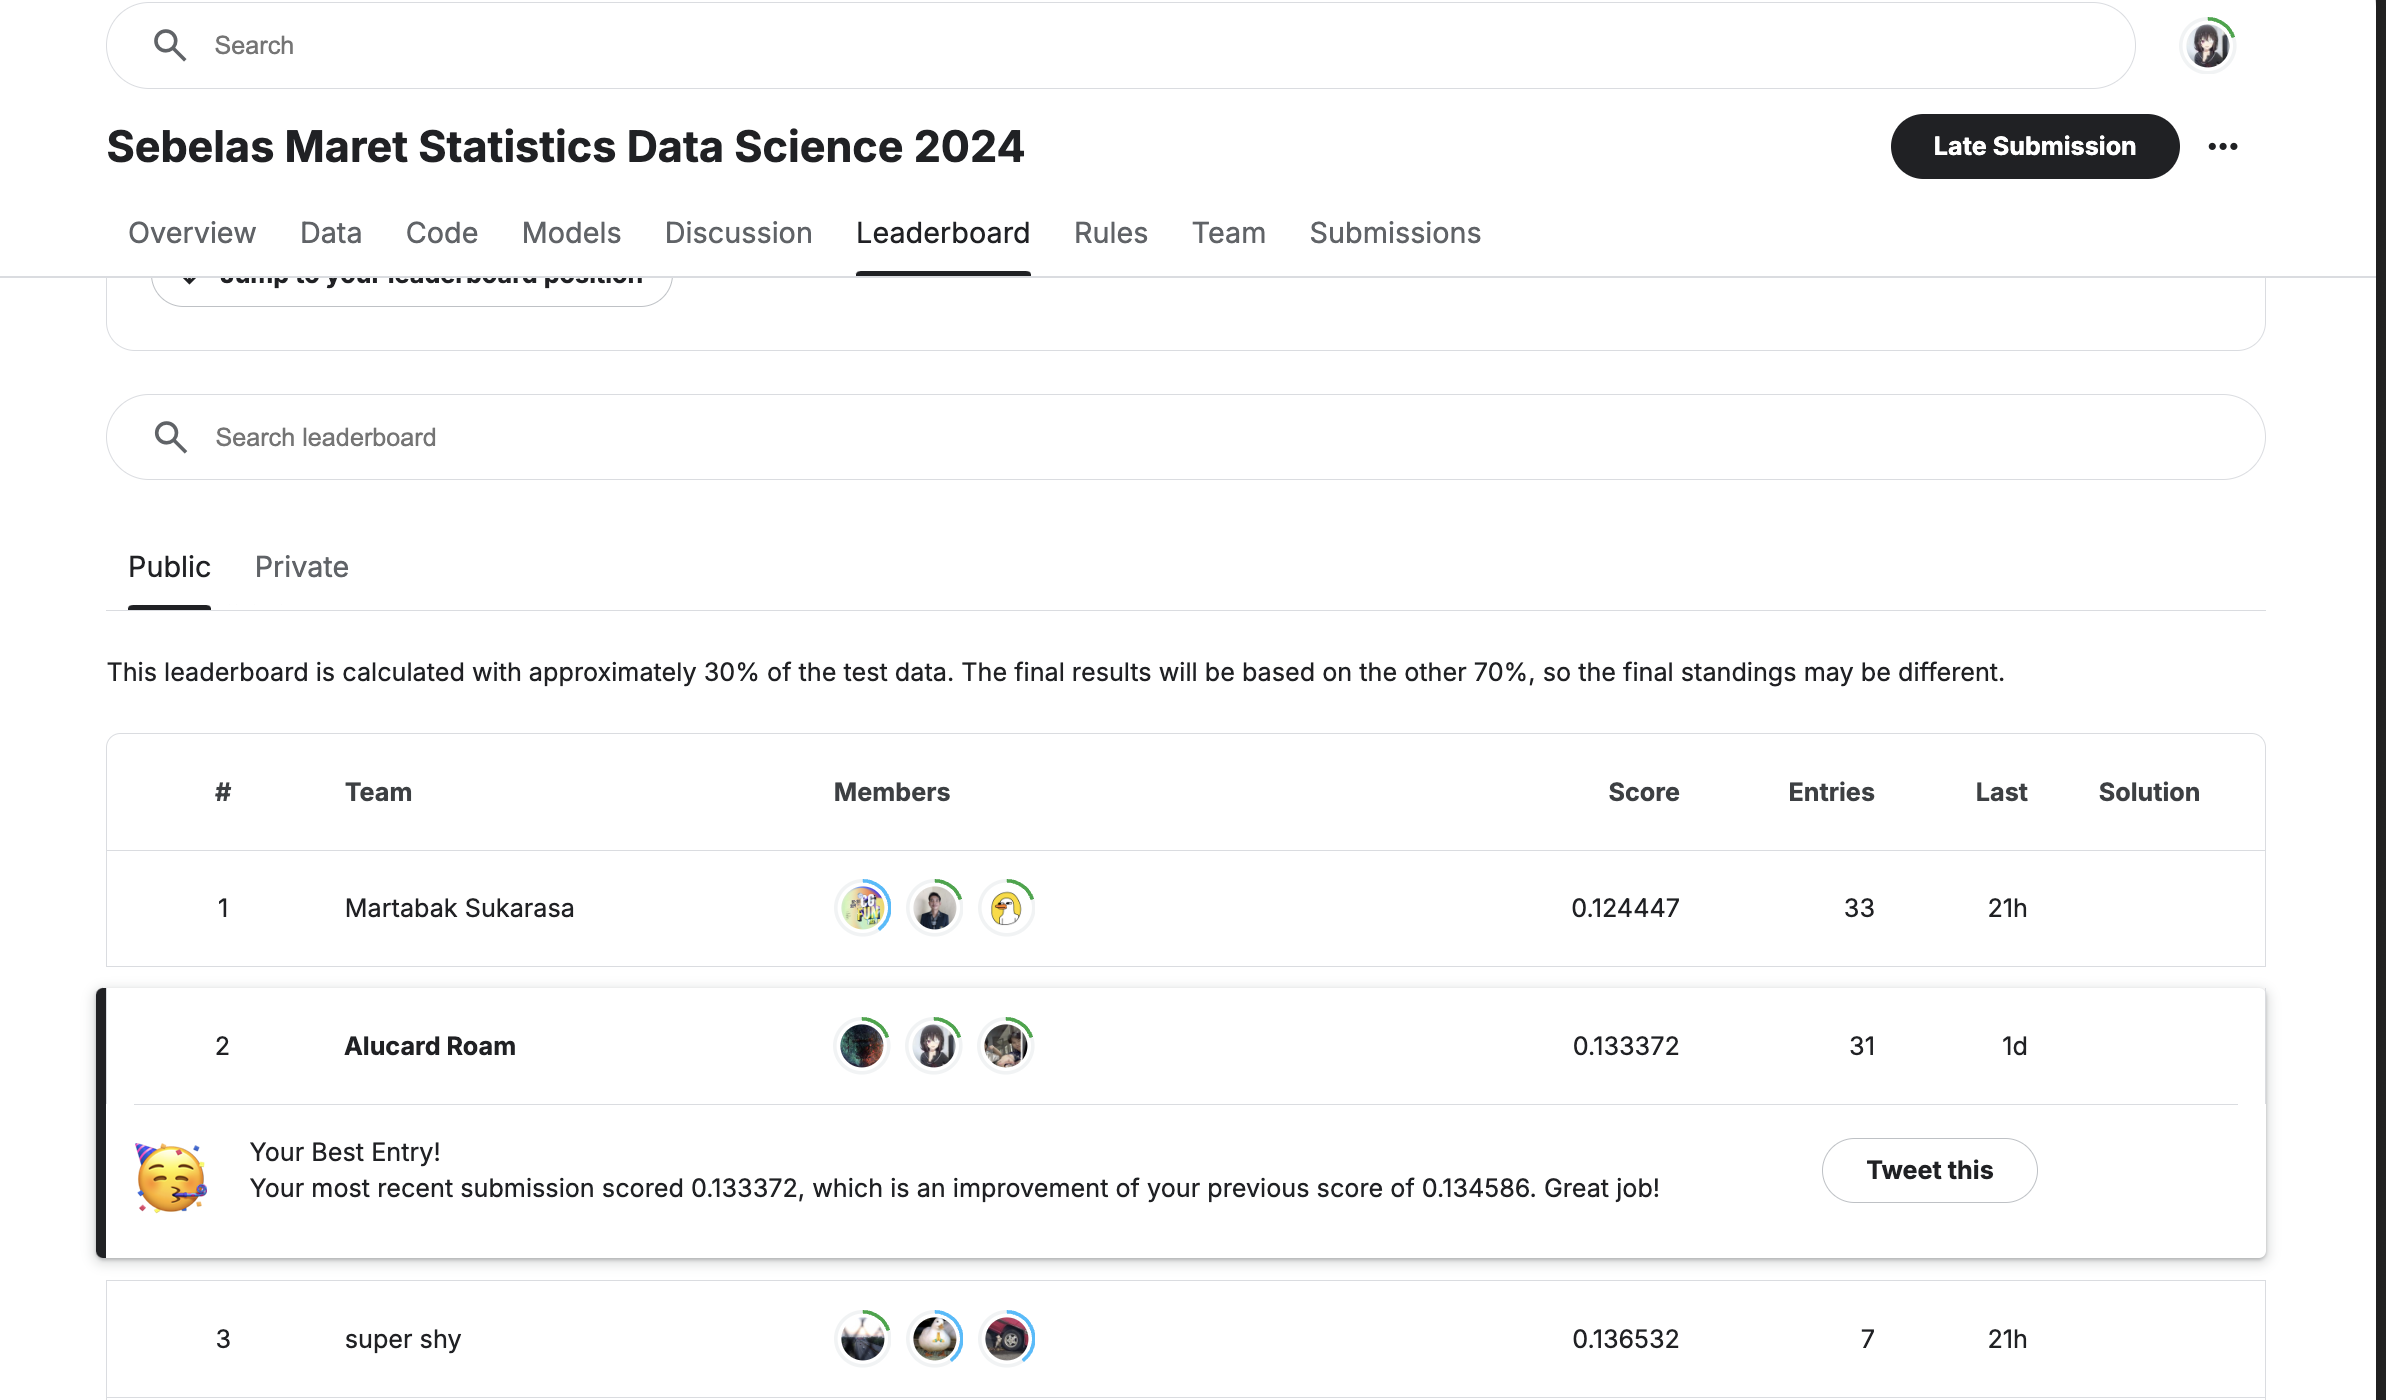 Search
Sebelas Maret Statistics Data Science 2024
Late Submission
Overview Data Code Models Discussion Leaderboard Rules Team Submissions
Jump to your leaderboard position
Search leaderboard
Public Private
This leaderboard is calculated with approximately 30% of the test data. The final results will be based on the other 70%, so the final standings may be different.
# Team Members Score Entries Last Solution
1 Martabak Sukarasa 0.124447 33 21h
2 Alucard Roam 0.133372 31 1d
Your Best Entry!
Your most recent submission scored 0.133372, which is an improvement of your previous score of 0.134586. Great job!
Tweet this
3 super shy 0.136532 7 21h